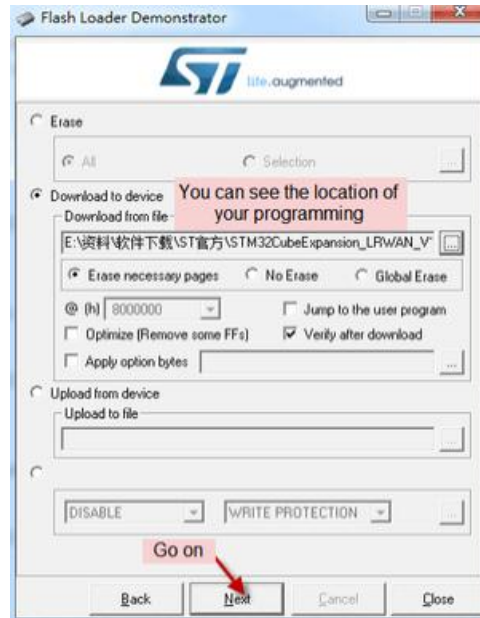 Flash Loader Demonstrator
life.augmented
Erase
All
Selection
...
Download to device
You can see the location of
your programming
Download from file
E:\资料\软件下载\ST官方\STM32CubeExpansion_LRWAN_V
...
Erase necessary pages
No Erase
Global Erase
@ (h) 8000000
Jump to the user program
Optimize (Remove some FFs)
Verify after download
Apply option bytes
...
Upload from device
Upload to file
...
DISABLE
WRITE PROTECTION
...
Go on
Back
Next
Cancel
Close